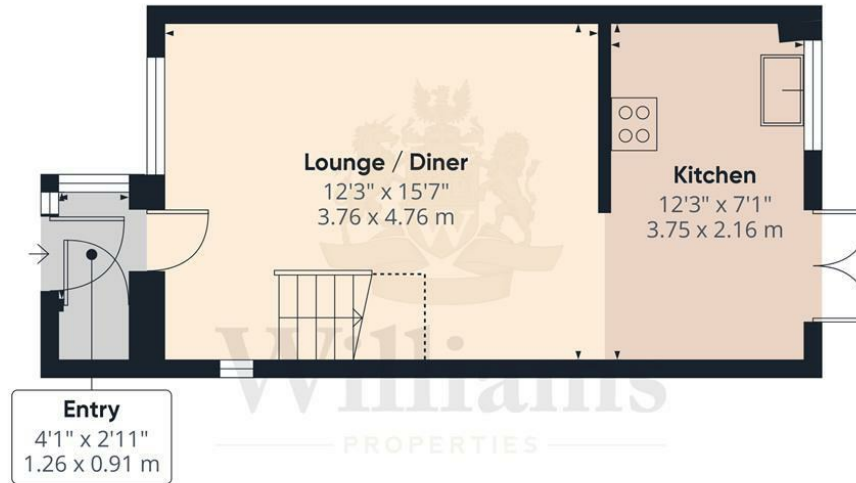 Lounge / Diner
12'3" x 15'7"
3.76 x 4.76 m
Kitchen
12'3" x 7'1"
3.75 x 2.16 m
Entry
4'1" x 2'11"
1.26 x 0.91 m
Williams
PROPERTIES